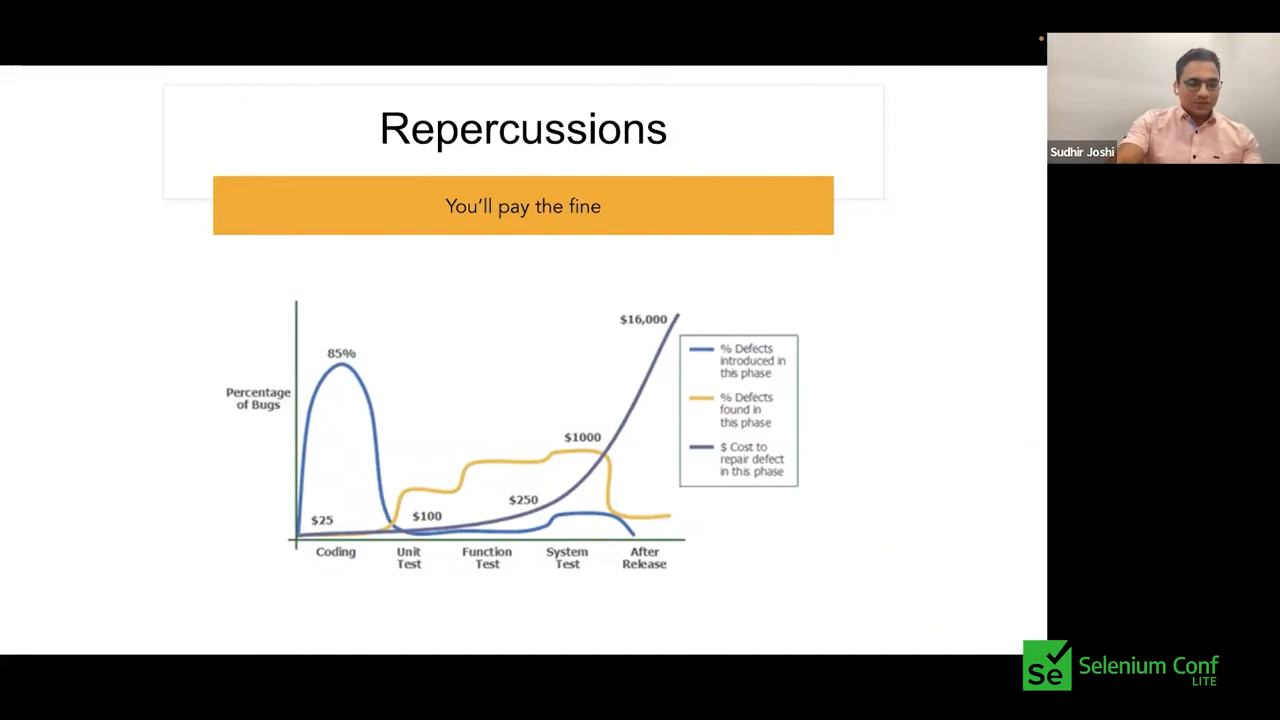 Repercussions
You'll pay the fine
Sudhir Joshi
$16,000
85%
% Defects
introduced in
this phase
Percentage
of Bugs
% Defects
found in
this phase
$1000
$ Cost to
repair defect
in this phase
$250
$25
$100
Coding
Unit
Test
Function
Test
System
Test
After
Release
Se
Selenium Conf
LITE